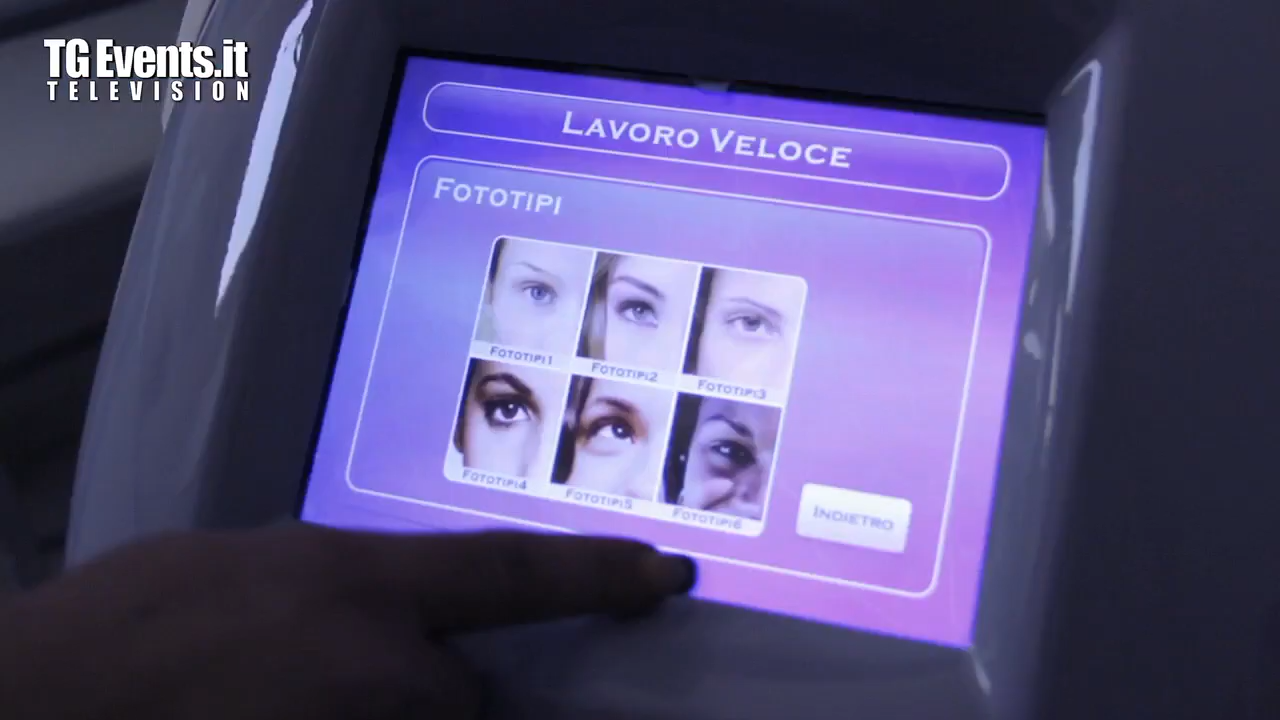 TG Events.it
TELEVISION
LAVORO VELOCE
FOTOTIPI
FOTOTIPI1
FOTOTIPI2
FOTOTIPI3
FOTOTIPI4
FOTOTIPI5
FOTOTIPI6
INDIETRO